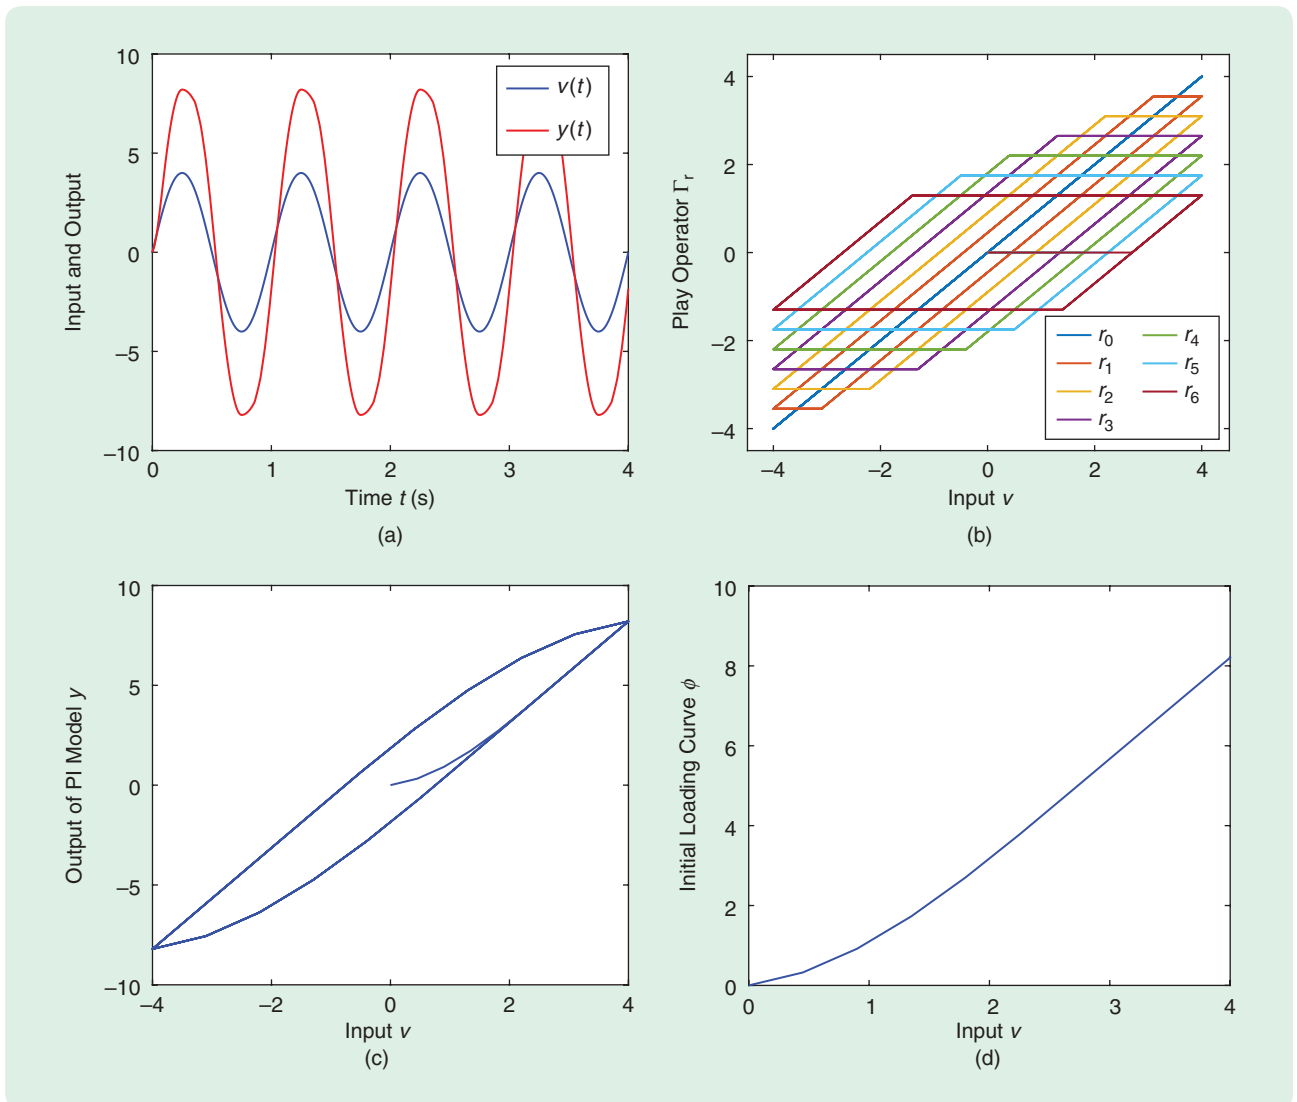 10
5
0
−5
−10
0
1
2
3
4
Input and Output
Time t (s)
v(t)
y(t)
(a)
4
2
0
−2
−4
−4
−2
0
2
4
Play Operator Γr
Input v
r0
r1
r2
r3
r4
r5
r6
(b)
10
5
0
−5
−10
−4
−2
0
2
4
Output of PI Model y
Input v
(c)
10
8
6
4
2
0
0
1
2
3
4
Initial Loading Curve ϕ
Input v
(d)